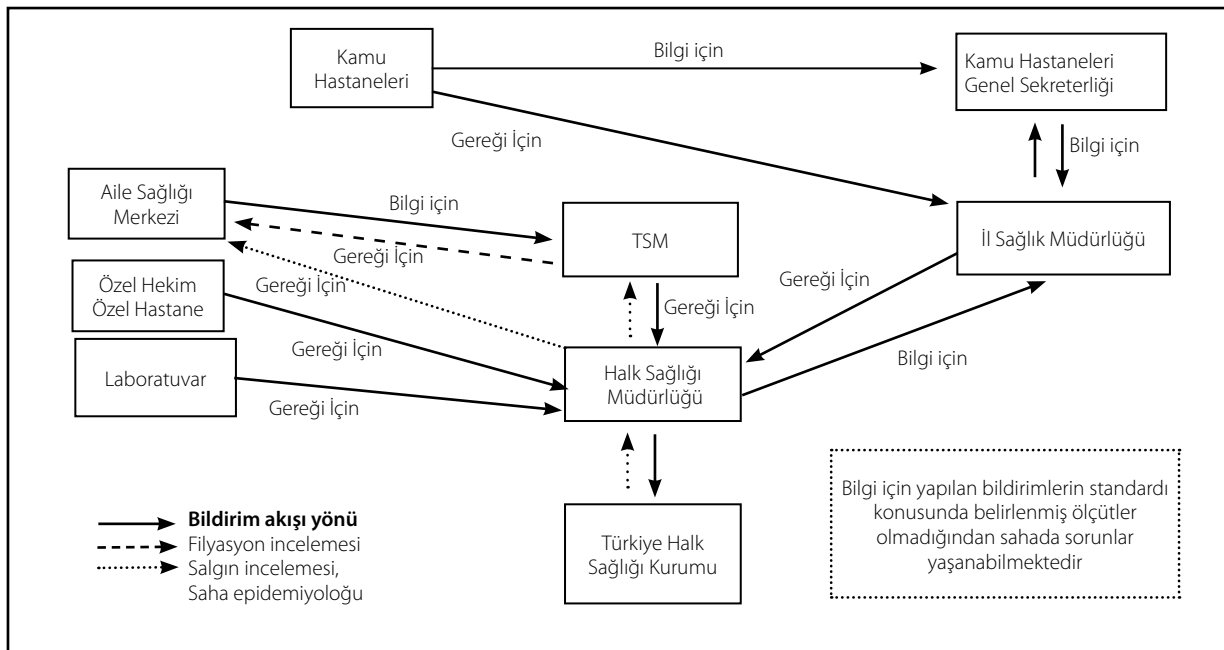 Kamu
Hastaneleri
Bilgi için
Kamu Hastaneleri
Genel Sekreterliği
Gereği İçin
Bilgi için
Aile Sağlığı
Merkezi
Bilgi için
TSM
İl Sağlık Müdürlüğü
Gereği İçin
Özel Hekim
Özel Hastane
Gereği İçin
Gereği İçin
Gereği İçin
Gereği İçin
Bilgi için
Laboratuvar
Gereği İçin
Halk Sağlığı
Müdürlüğü
Bildirim akışı yönü
Filyasyon incelemesi
Salgın incelemesi,
Saha epidemiyoloğu
Türkiye Halk
Sağlığı Kurumu
Bilgi için yapılan bildirimlerin standardı
konusunda belirlenmiş ölçütler
olmadığından sahada sorunlar
yaşanabilmektedir